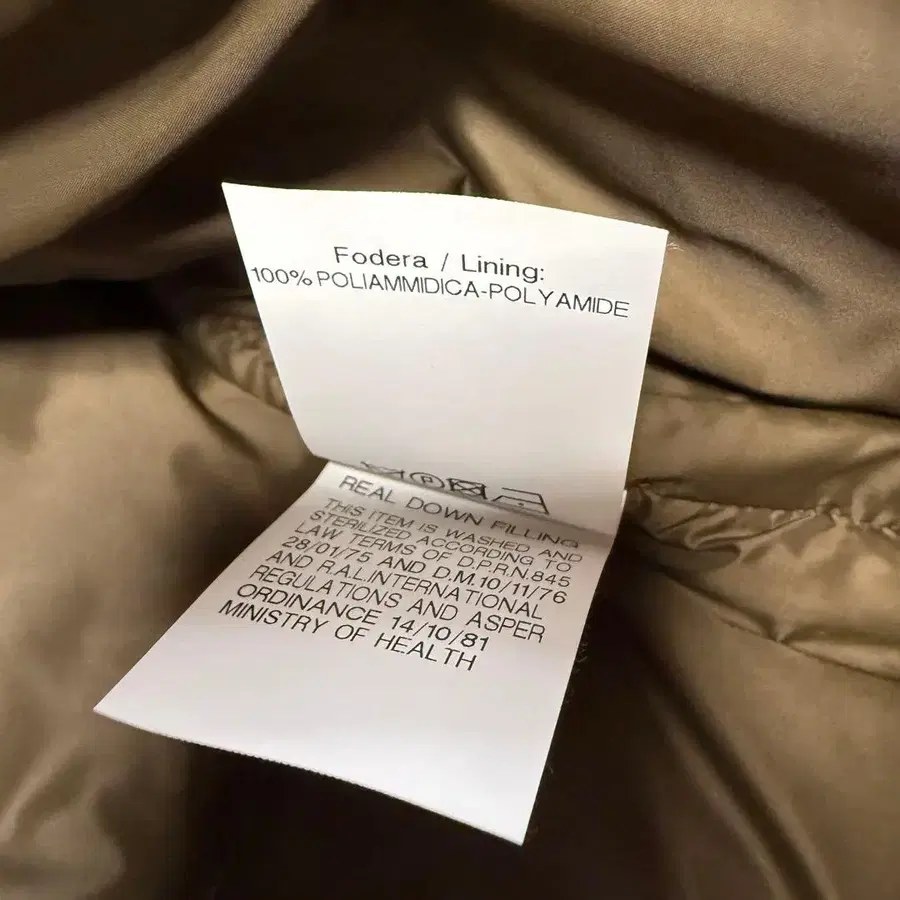 Fodera / Lining:
100% POLIAMMIDICA-POLYAMIDE
P
REAL DOWN FILLING
THIS ITEM IS WASHED AND
STERILIZED ACCORDING TO
LAW TERMS OF D.P.R.N.845
28/01/75 AND D.M.10/11/76
AND R.A.L.INTERNATIONAL
REGULATIONS AND ASPER
ORDINANCE 14/10/81
MINISTRY OF HEALTH